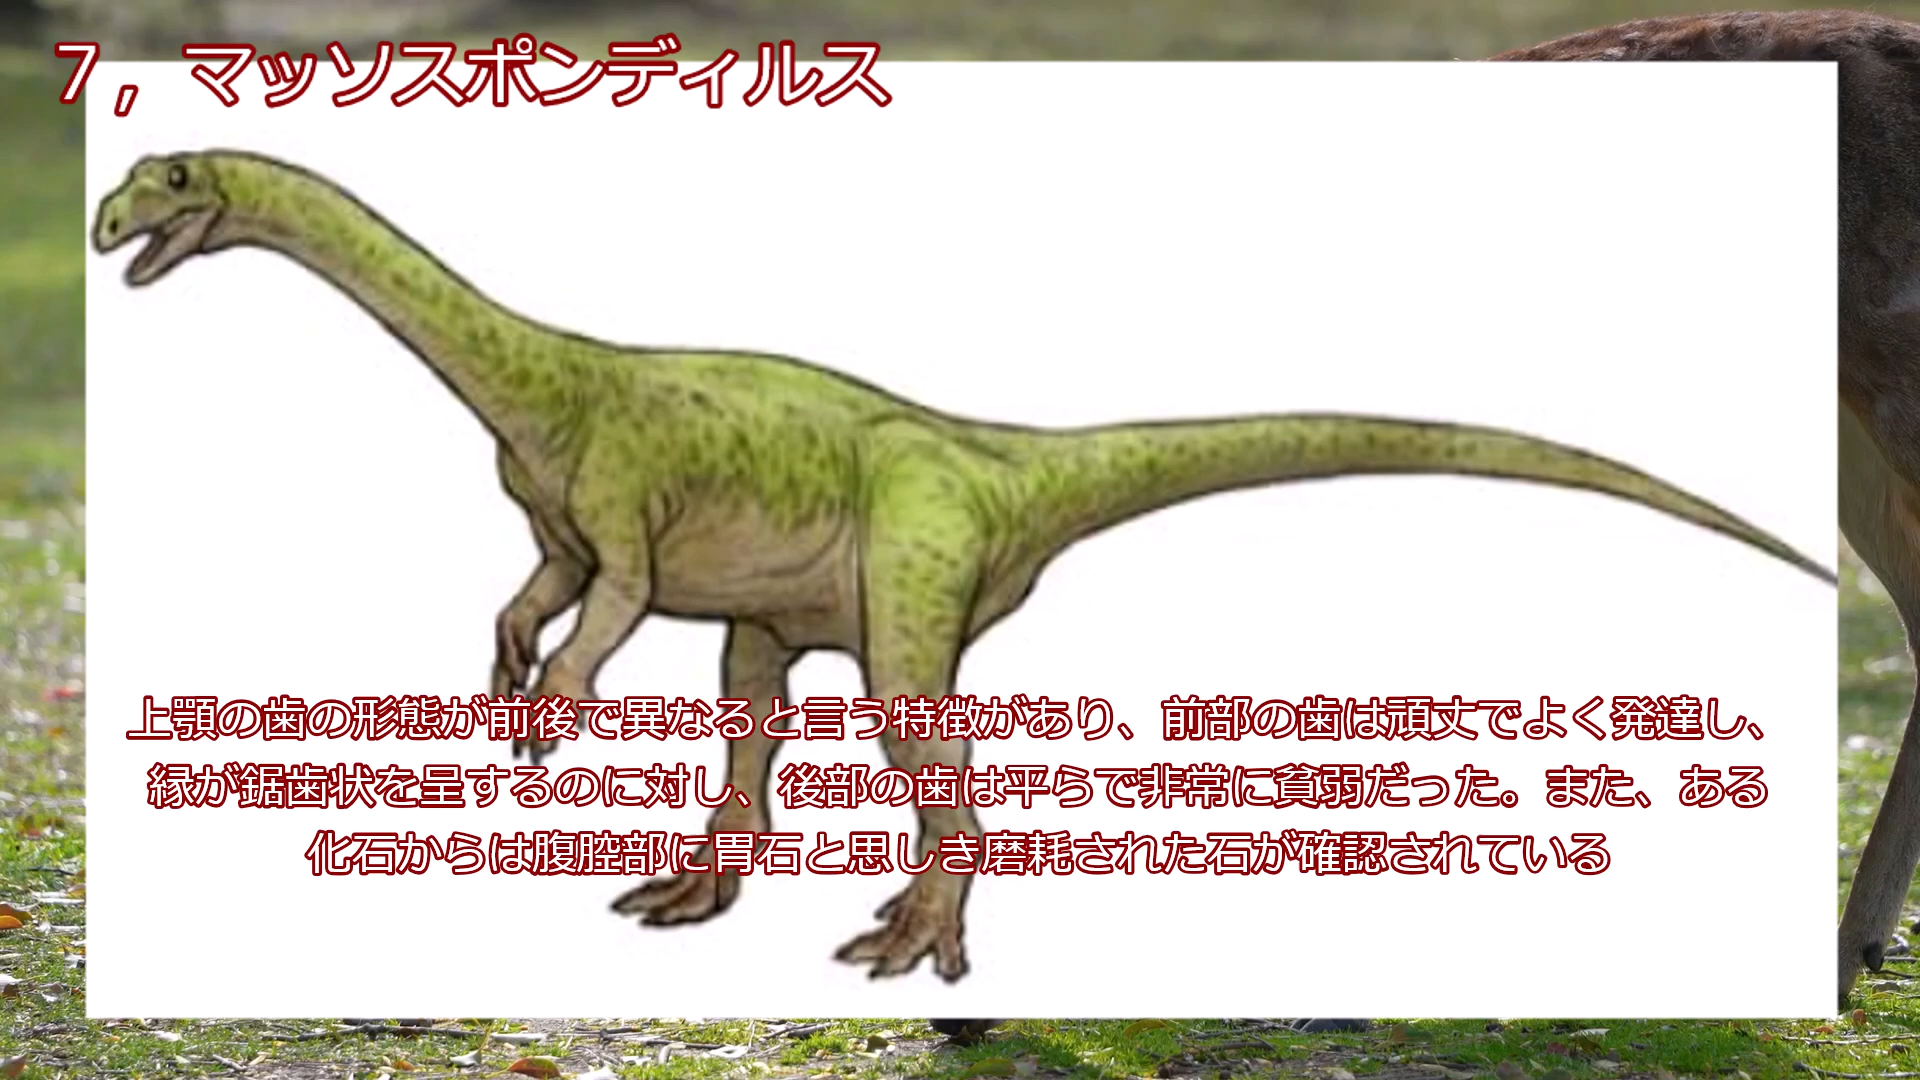 ７，マッソスポンディルス
上顎の歯の形態が前後で異なると言う特徴があり、前部の歯は頑丈でよく発達し、
縁が鋸歯状を呈するのに対し、後部の歯は平らで非常に貧弱だった。また、ある
化石からは腹腔部に胃石と思しき磨耗された石が確認されている